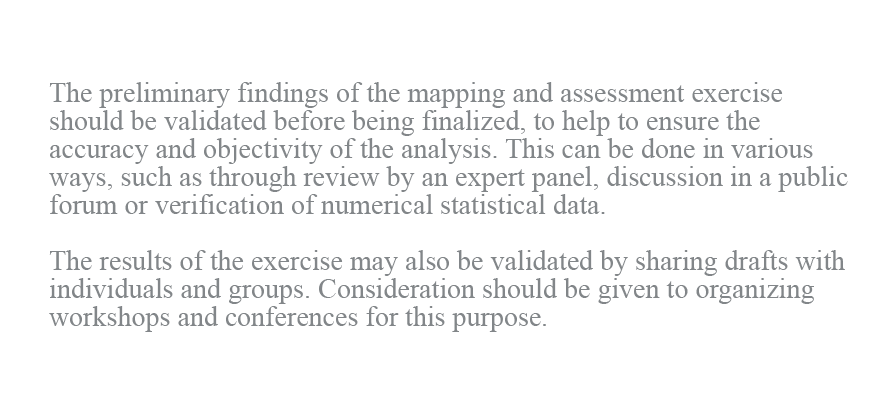 The preliminary findings of the mapping and assessment exercise
should be validated before being finalized, to help to ensure the
accuracy and objectivity of the analysis. This can be done in various
ways, such as through review by an expert panel, discussion in a public
forum or verification of numerical statistical data.
The results of the exercise may also be validated by sharing drafts with
individuals and groups. Consideration should be given to organizing
workshops and conferences for this purpose.